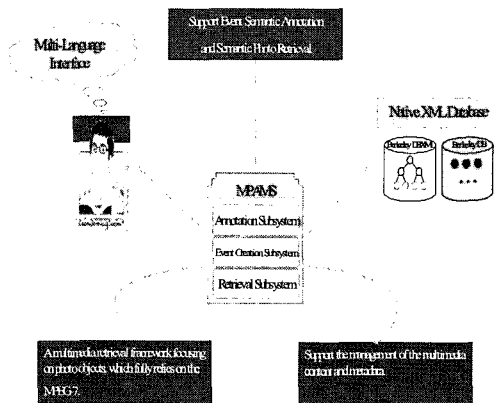 Support Event Semantic Annotation
and Semantic Photo Retrieval
Multi-Language
Interface
Native XML Database
Berkeley DBXML
Berkeley DB
MPAMS
Annotation Subsystem
Event Creation Subsystem
Retrieval Subsystem
A multimedia retrieval framework focusing
on photo objects, which fully relies on the
MPEG7.
Support the management of the multimedia
content and metadata.